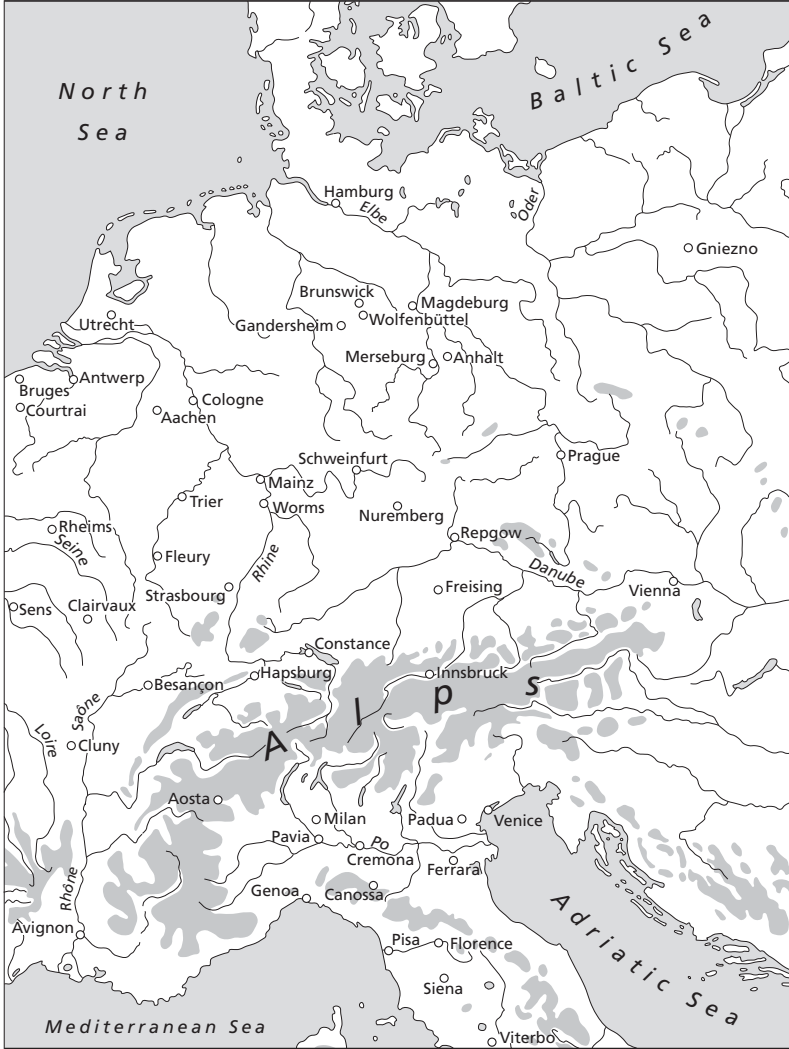 North
Sea
Baltic Sea
Hamburg
Elbe
Oder
Gniezno
Brunswick
Magdeburg
Wolfenbüttel
Gandersheim
Utrecht
Merseburg
Anhalt
Antwerp
Bruges
Courtrai
Cologne
Aachen
Schweinfurt
Prague
Mainz
Trier
Worms
Nuremberg
Rheims
Seine
Repgow
Fleury
Rhine
Danube
Strasbourg
Freising
Vienna
Sens
Clairvaux
Constance
Hapsburg
Innsbruck
Besançon
Alps
Saône
Loire
Cluny
Aosta
Milan
Padua
Venice
Pavia
Po
Cremona
Ferrara
Rhône
Genoa
Canossa
Avignon
Pisa
Florence
Adriatic Sea
Siena
Mediterranean Sea
Viterbo